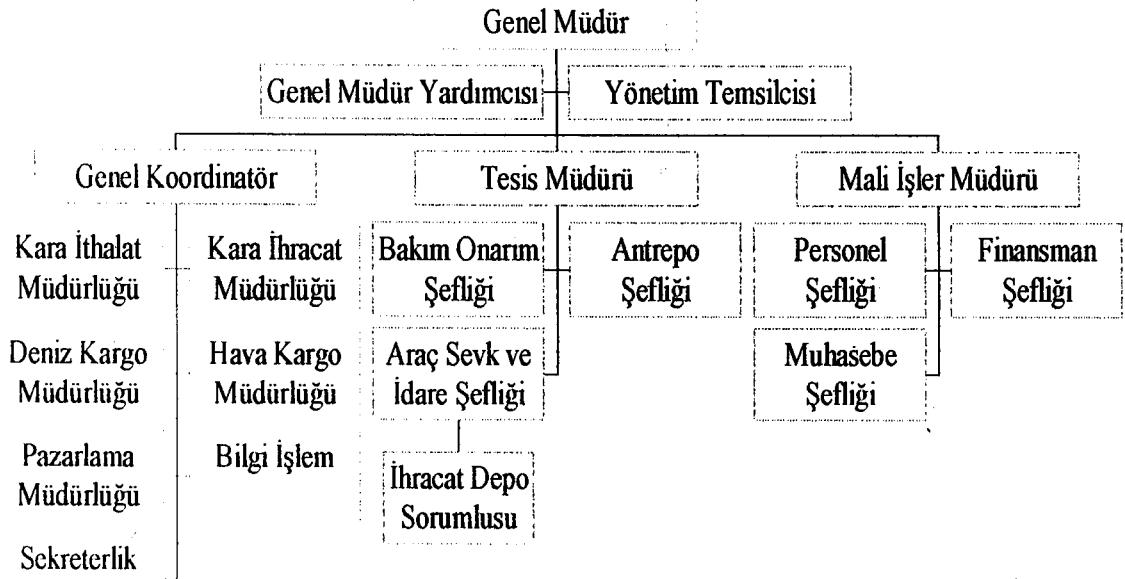 Genel Müdür
Genel Müdür Yardımcısı
Yönetim Temsilcisi
Genel Koordinatör
Tesis Müdürü
Mali İşler Müdürü
Kara İthalat
Müdürlüğü
Kara İhracat
Müdürlüğü
Bakım Onarım
Şefliği
Antrepo
Şefliği
Personel
Şefliği
Finansman
Şefliği
Deniz Kargo
Müdürlüğü
Hava Kargo
Müdürlüğü
Araç Sevk ve
İdare Şefliği
Muhasebe
Şefliği
Pazarlama
Müdürlüğü
Bilgi İşlem
İhracat Depo
Sorumlusu
Sekreterlik